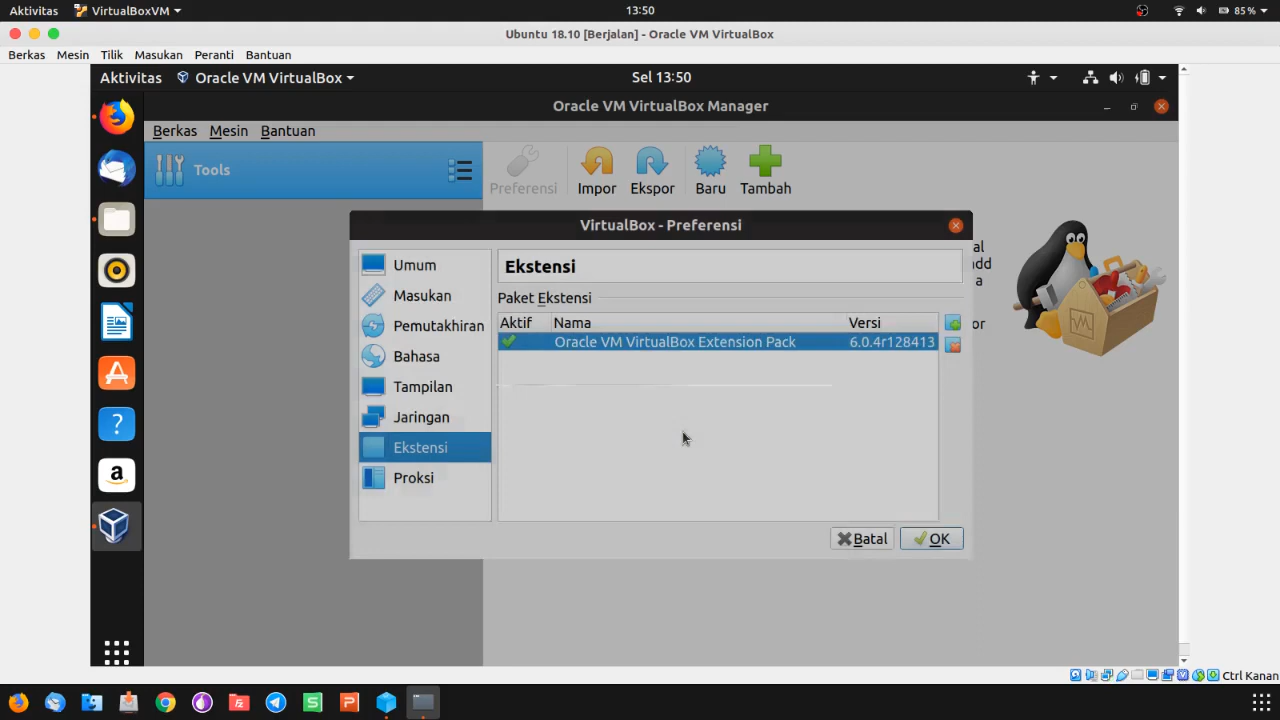 Aktivitas VirtualBoxVM 13:50 85%
Ubuntu 18.10 [Berjalan] - Oracle VM VirtualBox
Berkas Mesin Tilik Masukan Peranti Bantuan
Aktivitas Oracle VM VirtualBox Sel 13:50
Oracle VM VirtualBox Manager
Berkas Mesin Bantuan
Tools
Preferensi Impor Ekspor Baru Tambah
VirtualBox - Preferensi
al
dd
a
or
Umum
Masukan
Pemutakhiran
Bahasa
Tampilan
Jaringan
Ekstensi
Proksi
Ekstensi
Paket Ekstensi
Aktif Nama Versi
Oracle VM VirtualBox Extension Pack 6.0.4r128413
Batal OK
Ctrl Kanan